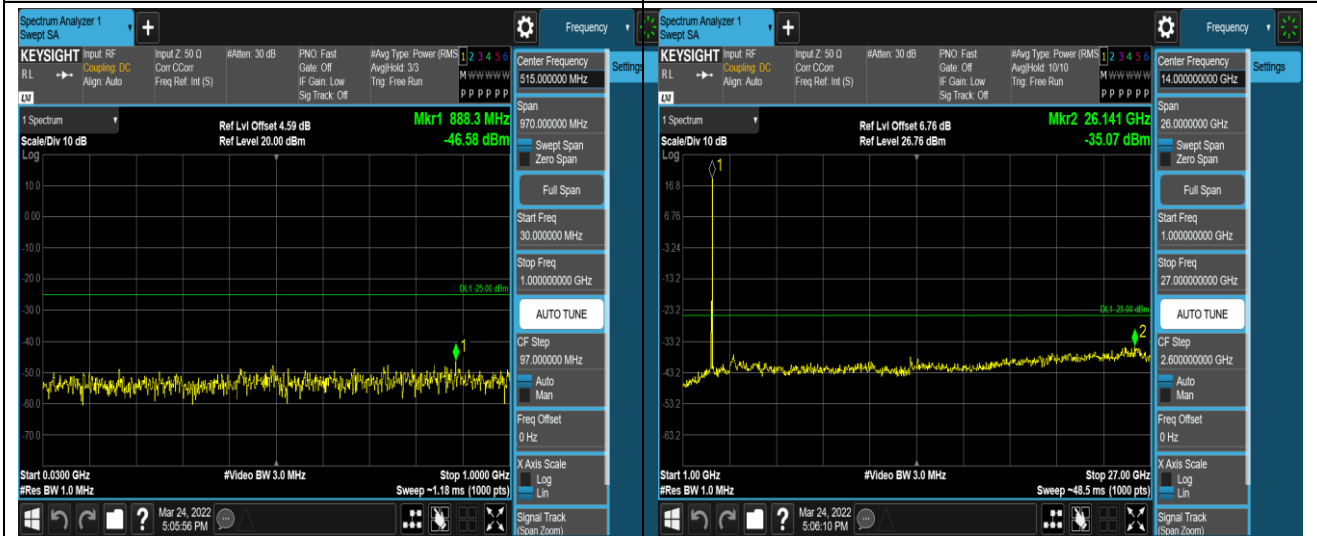 Spectrum Analyzer 1
Swept SA
+
Frequency
KEYSIGHT
RL
LXI
Input: RF
Coupling: DC
Align: Auto
Input Z: 50 Ω
Corr CCorr
Freq Ref: Int (S)
#Atten: 30 dB
PNO: Fast
Gate: Off
IF Gain: Low
Sig Track: Off
#Avg Type: Power (RMS
Avg|Hold: 3/3
Trig: Free Run
1 2 3 4 5 6
M W W W W W
P P P P P P
Center Frequency
515.000000 MHz
Settings
1 Spectrum
Scale/Div 10 dB
Log
Ref Lvl Offset 4.59 dB
Ref Level 20.00 dBm
Mkr1 888.3 MHz
-46.58 dBm
Span
970.000000 MHz
Swept Span
Zero Span
Full Span
Start Freq
30.000000 MHz
Stop Freq
1.000000000 GHz
AUTO TUNE
CF Step
97.000000 MHz
Auto
Man
Freq Offset
0 Hz
X Axis Scale
Log
Lin
Signal Track
(Span Zoom)
10.0
0.00
-10.0
-20.0
-30.0
-40.0
-50.0
-60.0
-70.0
DL1 -25.00 dBm
1
Start 0.0300 GHz
#Res BW 1.0 MHz
#Video BW 3.0 MHz
Stop 1.0000 GHz
Sweep ~1.18 ms (1000 pts)
?
Mar 24, 2022
5:05:56 PM
Spectrum Analyzer 1
Swept SA
+
Frequency
KEYSIGHT
RL
LXI
Input: RF
Coupling: DC
Align: Auto
Input Z: 50 Ω
Corr CCorr
Freq Ref: Int (S)
#Atten: 30 dB
PNO: Fast
Gate: Off
IF Gain: Low
Sig Track: Off
#Avg Type: Power (RMS
Avg|Hold: 10/10
Trig: Free Run
1 2 3 4 5 6
M W W W W W
P P P P P P
Center Frequency
14.000000000 GHz
Settings
1 Spectrum
Scale/Div 10 dB
Log
Ref Lvl Offset 6.76 dB
Ref Level 26.76 dBm
Mkr2 26.141 GHz
-35.07 dBm
Span
26.0000000 GHz
Swept Span
Zero Span
Full Span
Start Freq
1.000000000 GHz
Stop Freq
27.000000000 GHz
AUTO TUNE
CF Step
2.600000000 GHz
Auto
Man
Freq Offset
0 Hz
X Axis Scale
Log
Lin
Signal Track
(Span Zoom)
1
16.8
6.76
-3.24
-13.2
-23.2
-33.2
-43.2
-53.2
-63.2
DL1 -25.00 dBm
2
Start 1.00 GHz
#Res BW 1.0 MHz
#Video BW 3.0 MHz
Stop 27.00 GHz
Sweep ~48.5 ms (1000 pts)
?
Mar 24, 2022
5:06:10 PM